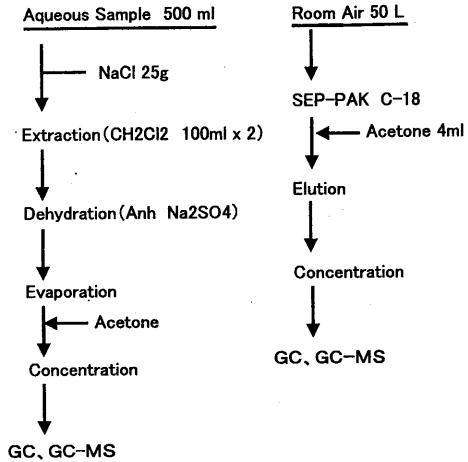 Aqueous Sample 500 ml
NaCl 25g
Extraction(CH2Cl2 100ml x 2)
Dehydration(Anh Na2SO4)
Evaporation
Acetone
Concentration
GC、GC-MS
Room Air 50 L
SEP-PAK C-18
Acetone 4ml
Elution
Concentration
GC、GC-MS